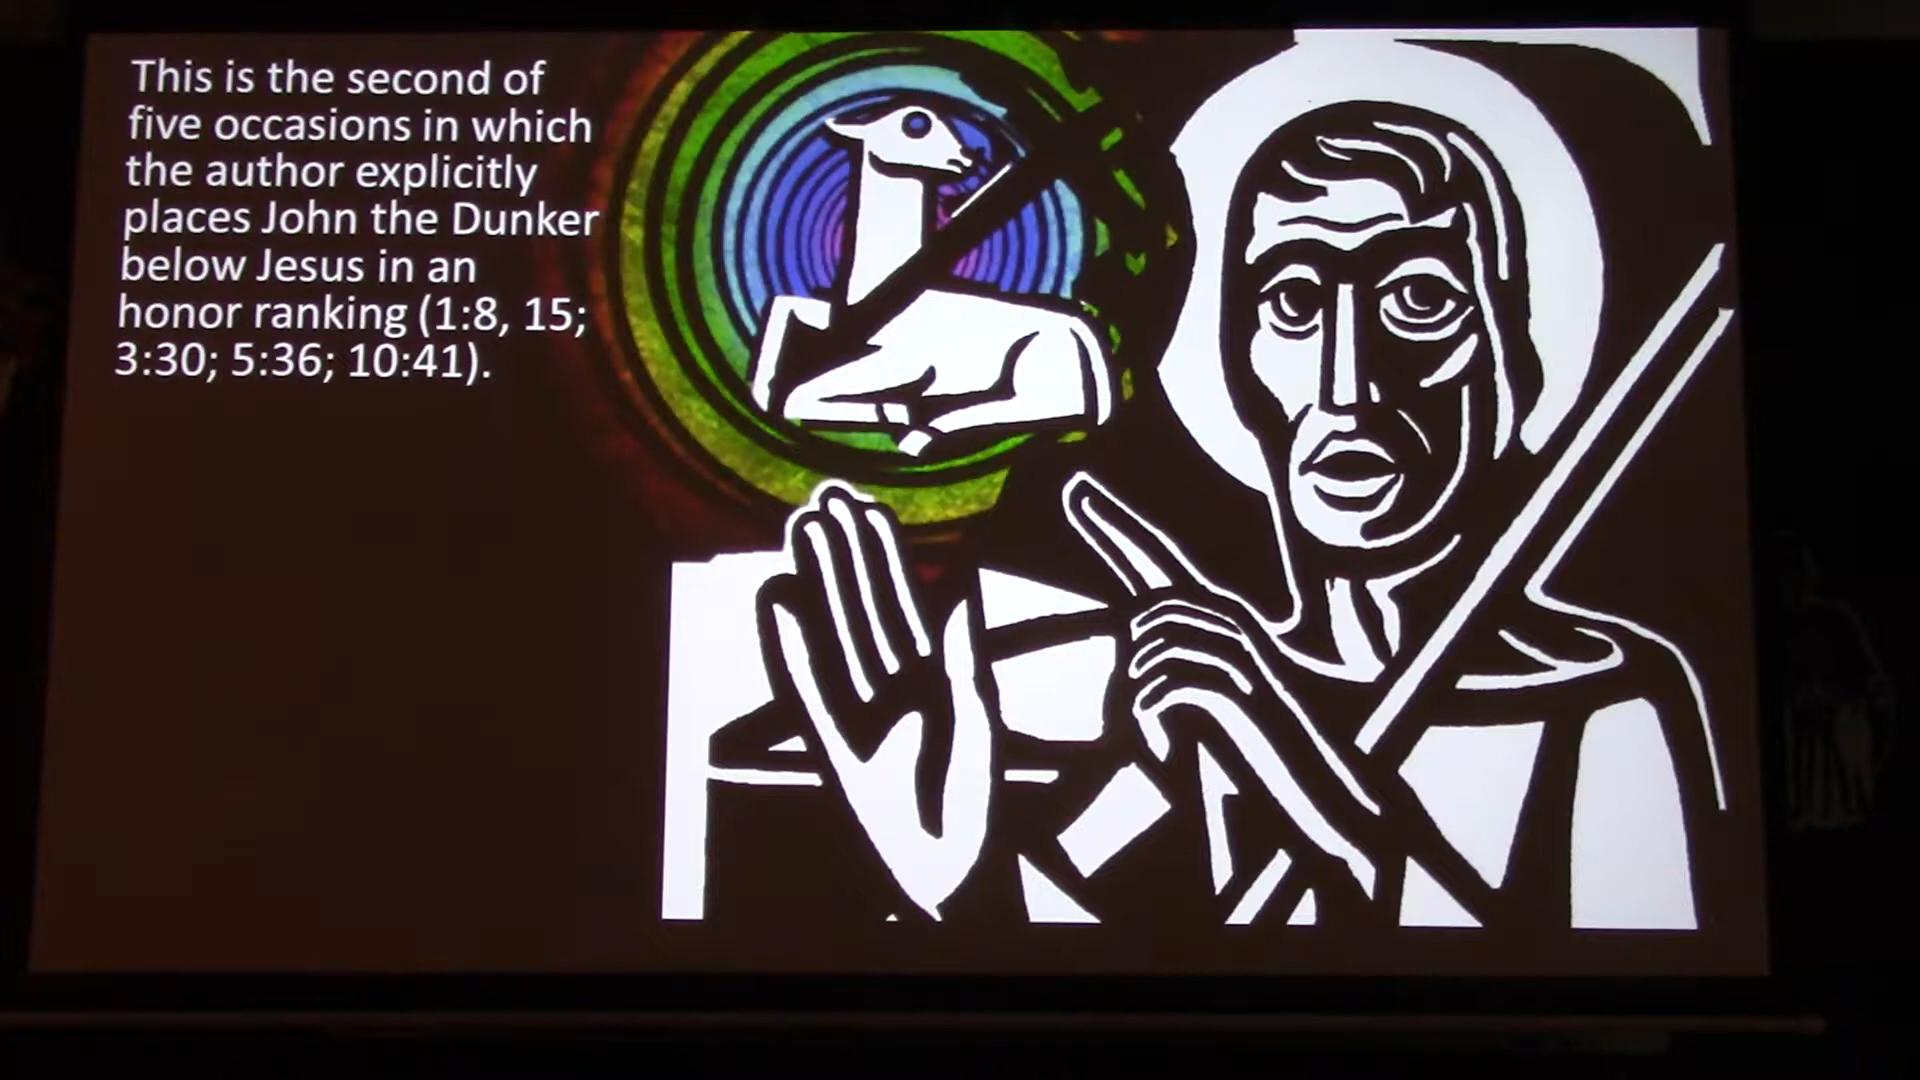 This is the second of
five occasions in which
the author explicitly
places John the Dunker
below Jesus in an
honor ranking (1:8, 15;
3:30; 5:36; 10:41).